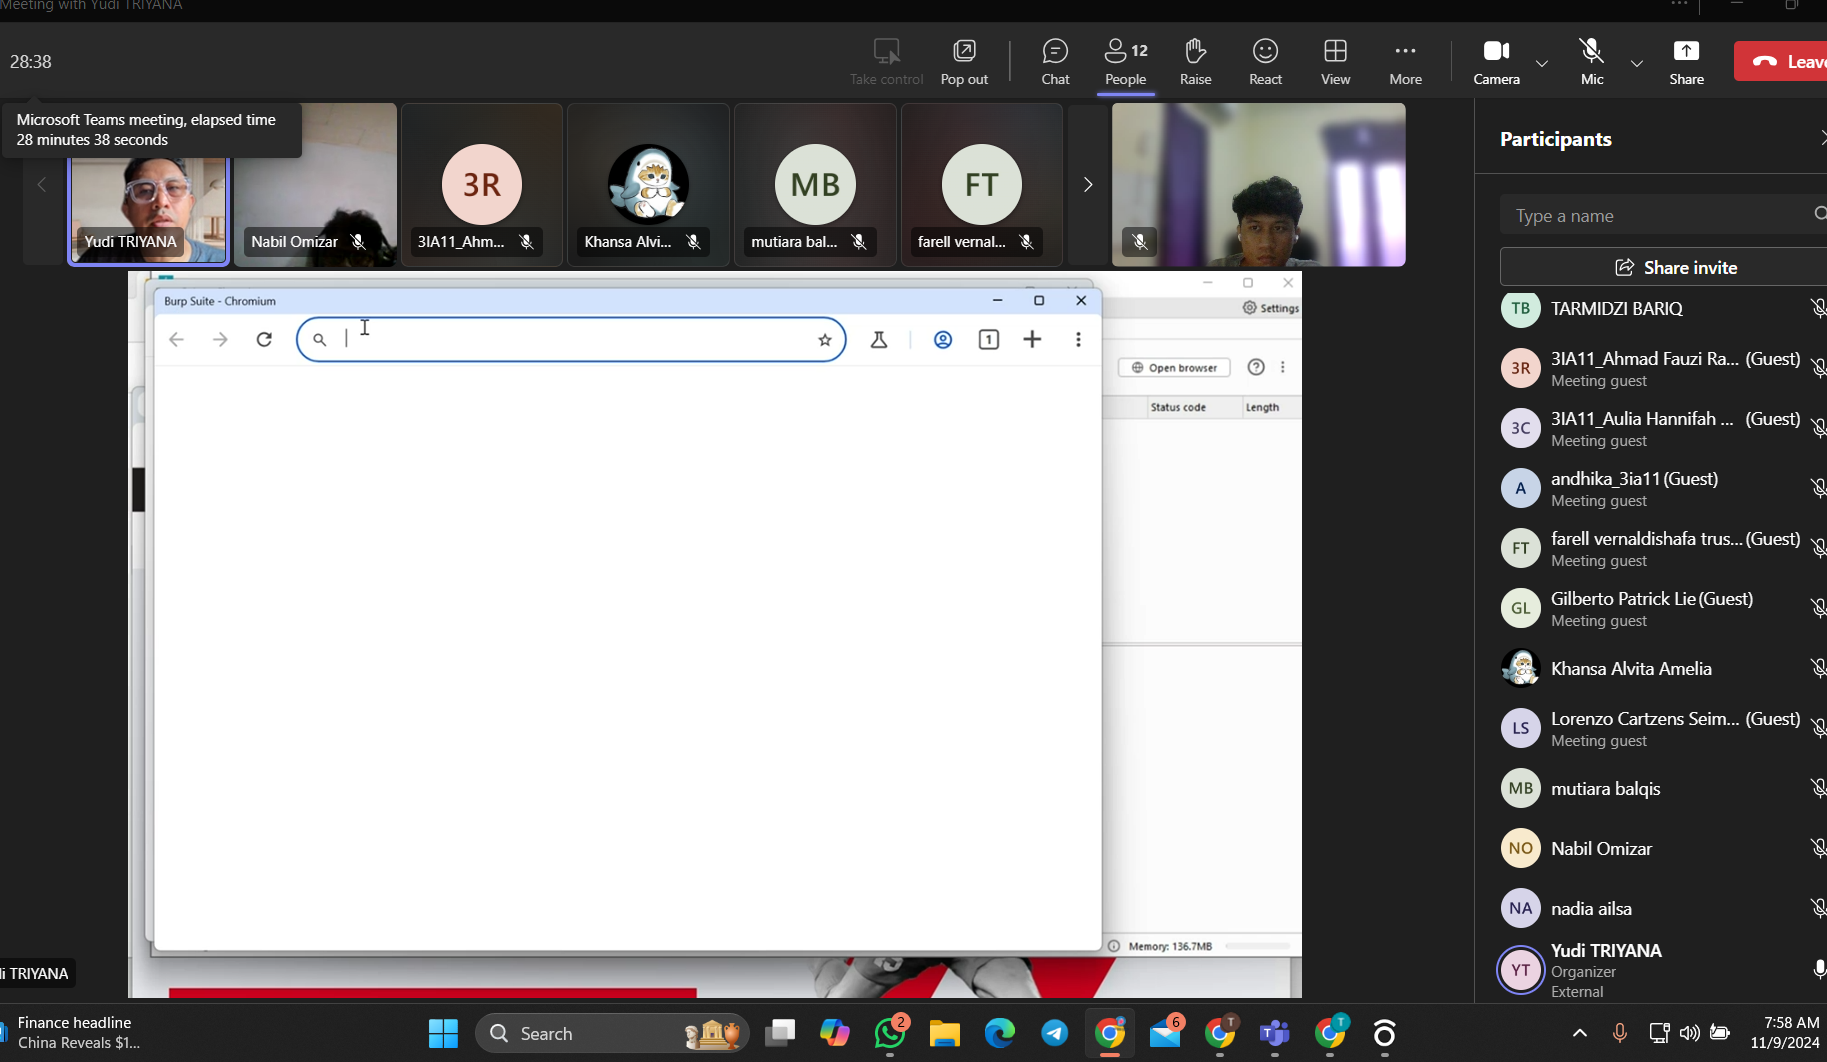 Meeting with Yudi TRIYANA
28:38
Take control
Pop out
Chat
12
People
Raise
React
View
More
Camera
Mic
Share
Leave
Microsoft Teams meeting, elapsed time
28 minutes 38 seconds
3R
MB
FT
Yudi TRIYANA
Nabil Omizar
3IA11_Ahm...
Khansa Alvi...
mutiara bal...
farell vernal...
Burp Suite - Chromium
1
Settings
Open browser
Status code
Length
Memory: 136.7MB
i TRIYANA
Participants
Type a name
Share invite
TB
TARMIDZI BARIQ
3R
3IA11_Ahmad Fauzi Ra... (Guest)
Meeting guest
3C
3IA11_Aulia Hannifah ... (Guest)
Meeting guest
A
andhika_3ia11 (Guest)
Meeting guest
FT
farell vernaldishafa trus... (Guest)
Meeting guest
GL
Gilberto Patrick Lie (Guest)
Meeting guest
Khansa Alvita Amelia
LS
Lorenzo Cartzens Seim... (Guest)
Meeting guest
MB
mutiara balqis
NO
Nabil Omizar
NA
nadia ailsa
YT
Yudi TRIYANA
Organizer
External
Finance headline
China Reveals $1...
Search
2
6
T
T
7:58 AM
11/9/2024